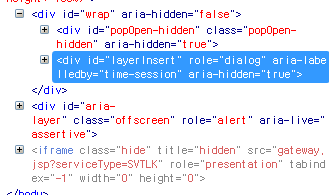 <div id="wrap" aria-hidden="false">
<div id="popOpen-hidden" class="popOpen-
hidden" aria-hidden="true">
<div id="layerInsert" role="dialog" aria-labe
lledby="time-session" aria-hidden="true">
</div>
<div id="aria-
layer" class="offscreen" role="alert" aria-live="
assertive">
<iframe class="hide" title="hidden" src="gateway.
jsp?serviceType=SVTLK" role="presentation" tabind
ex="-1" width="0" height="0">